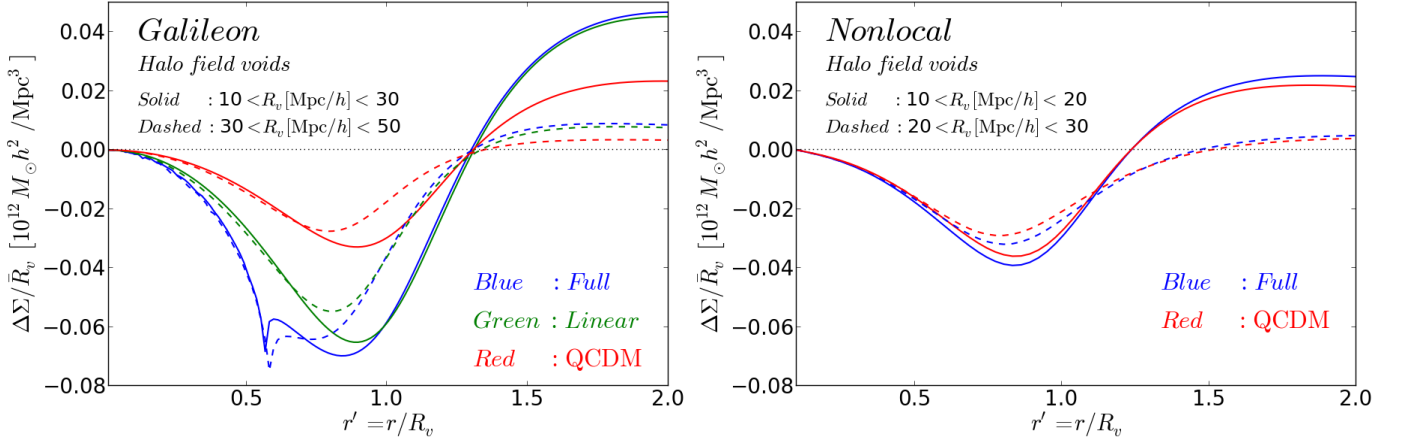 Galileon
Halo field voids
Solid : 10 <R_v [Mpc/h] < 30
Dashed : 30 <R_v [Mpc/h] < 50
Blue : Full
Green : Linear
Red : QCDM
ΔΣ/R̄_v [10^12 M_⊙ h^2 /Mpc^3]
0.04
0.02
0.00
−0.02
−0.04
−0.06
−0.08
0.5 1.0 1.5 2.0
r′ =r/R_v
Nonlocal
Halo field voids
Solid : 10 <R_v [Mpc/h] < 20
Dashed : 20 <R_v [Mpc/h] < 30
Blue : Full
Red : QCDM
ΔΣ/R̄_v [10^12 M_⊙ h^2 /Mpc^3]
0.04
0.02
0.00
−0.02
−0.04
−0.06
−0.08
0.5 1.0 1.5 2.0
r′ =r/R_v